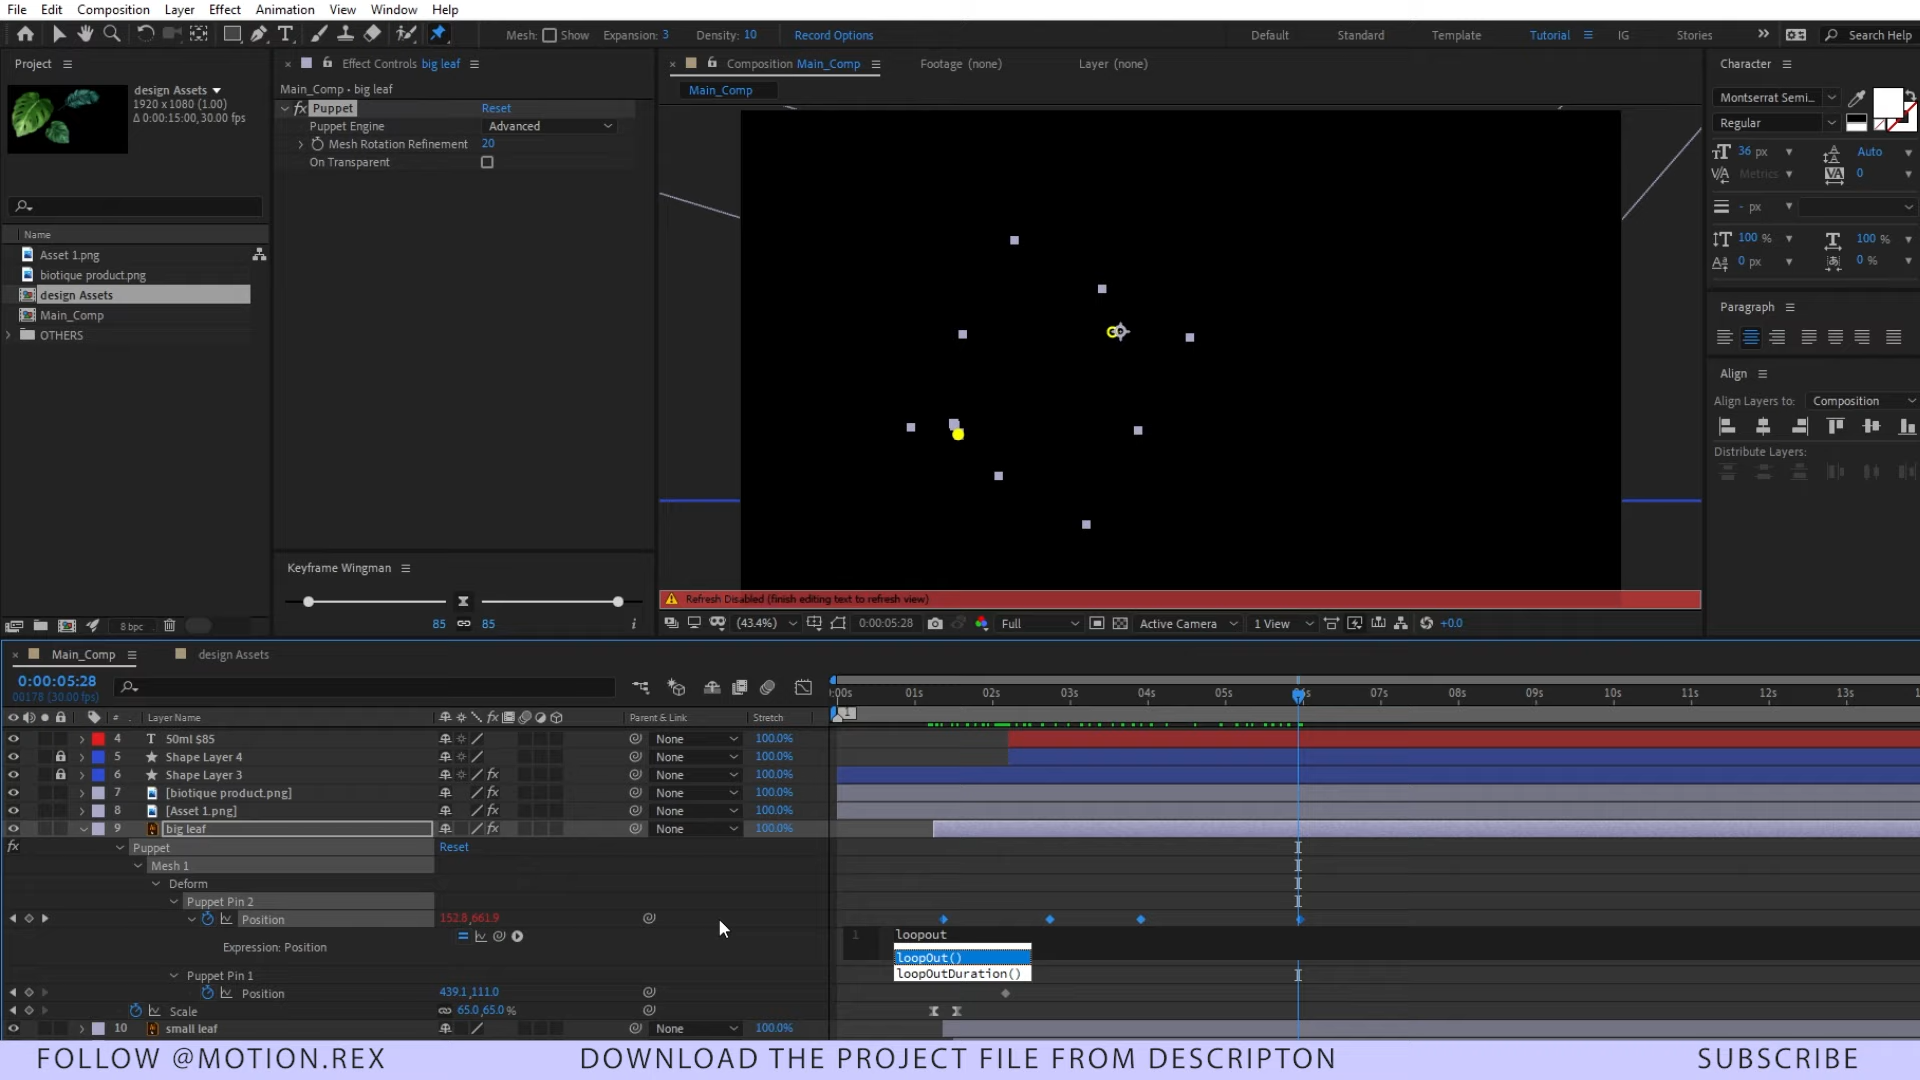 File Edit Composition Layer Effect Animation View Window Help
Mesh: Show Expansion: 3 Density: 10 Record Options Default Standard Template Tutorial IG Stories Search Help
Project
design Assets
1920 x 1080 (1.00)
Δ 0:00:15:00, 30.00 fps
Name
Asset 1.png
biotique product.png
design Assets
Main_Comp
OTHERS
8 bpc
Effect Controls big leaf
Main_Comp • big leaf
fx Puppet Reset
Puppet Engine Advanced
Mesh Rotation Refinement 20
On Transparent
Keyframe Wingman
85 85
Composition Main_Comp Footage (none) Layer (none)
Main_Comp
Refresh Disabled (finish editing text to refresh view)
(43.4%) 0:00:05:28 Full Active Camera 1 View +0.0
Character
Montserrat Semi...
Regular
36 px Auto
Metrics 0
- px
100 % 100 %
0 px 0 %
Paragraph
Align
Align Layers to: Composition
Distribute Layers:
Main_Comp design Assets
0:00:05:28
00178 (30.00 fps)
:00s 01s 02s 03s 04s 05s 07s 08s 09s 10s 11s 12s 13s
# Layer Name Parent & Link Stretch
1
4 T 50ml $85 None 100.0%
5 Shape Layer 4 None 100.0%
6 Shape Layer 3 fx None 100.0%
7 [biotique product.png] None 100.0%
8 [Asset 1.png] None 100.0%
9 big leaf fx None 100.0%
fx Puppet Reset
Mesh 1
Deform
Puppet Pin 2
Position 152.8,661.9
Expression: Position
1 loopout
loopOut()
loopOutDuration()
Puppet Pin 1
Position 439.1,111.0
Scale 65.0,65.0 %
10 small leaf None 100.0%
FOLLOW @MOTION.REX DOWNLOAD THE PROJECT FILE FROM DESCRIPTON SUBSCRIBE